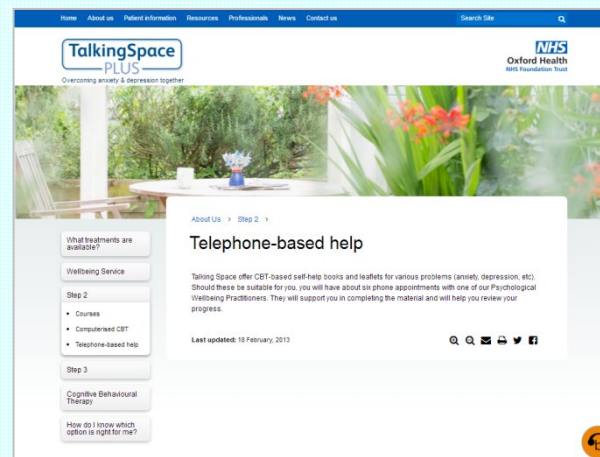 Home About us Patient information Resources Professionals News Contact us Search Site
TalkingSpace
PLUS
Overcoming anxiety & depression together
NHS
Oxford Health
NHS Foundation Trust
About Us > Step 2 >
Telephone-based help
Talking Space offer CBT-based self-help books and leaflets for various problems (anxiety, depression, etc).
Should these be suitable for you, you will have about six phone appointments with one of our Psychological
Wellbeing Practitioners. They will support you in completing the material and will help you review your
progress.
Last updated: 18 February, 2013
What treatments are
available?
Wellbeing Service
Step 2
• Courses
• Computerised CBT
• Telephone-based help
Step 3
Cognitive Behavioural
Therapy
How do I know which
option is right for me?